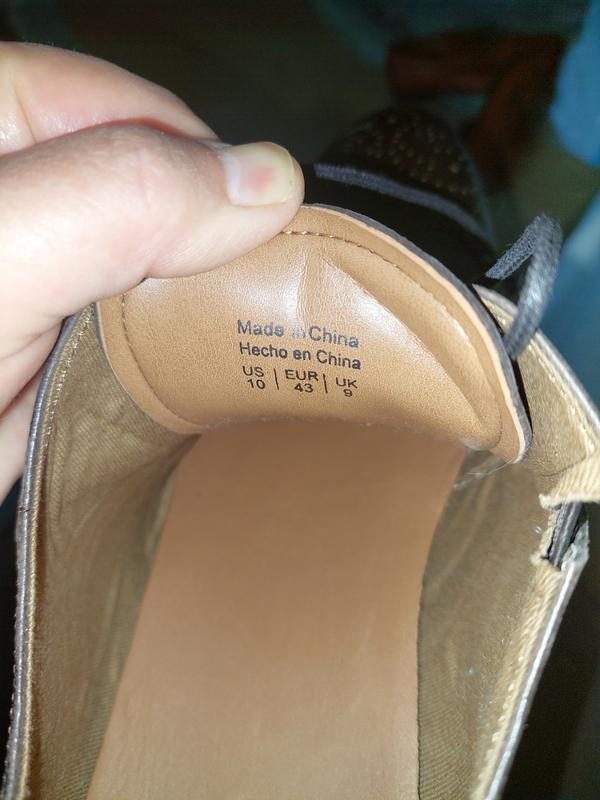 Made in China
Hecho en China
US | EUR | UK
10 | 43 | 9